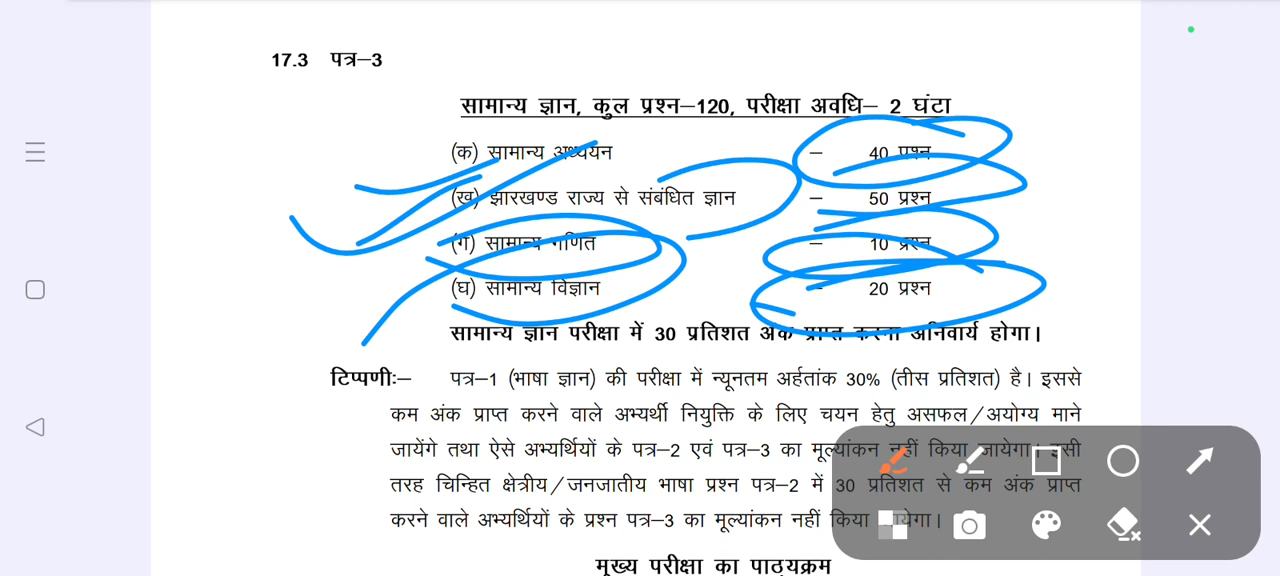 17.3 पत्र–3
सामान्य ज्ञान, कुल प्रश्न–120, परीक्षा अवधि– 2 घंटा
(क) सामान्य अध्ययन – 40 प्रश्न
(ख) झारखण्ड राज्य से संबंधित ज्ञान – 50 प्रश्न
(ग) सामान्य गणित – 10 प्रश्न
(घ) सामान्य विज्ञान – 20 प्रश्न
सामान्य ज्ञान परीक्षा में 30 प्रतिशत अंक प्राप्त करना अनिवार्य होगा।
टिप्पणीः– पत्र–1 (भाषा ज्ञान) की परीक्षा में न्यूनतम अर्हतांक 30% (तीस प्रतिशत) है। इससे
कम अंक प्राप्त करने वाले अभ्यर्थी नियुक्ति के लिए चयन हेतु असफल/अयोग्य माने
जायेंगे तथा ऐसे अभ्यर्थियों के पत्र–2 एवं पत्र–3 का मूल्यांकन नहीं किया जायेगा। इसी
तरह चिन्हित क्षेत्रीय/जनजातीय भाषा प्रश्न पत्र–2 में 30 प्रतिशत से कम अंक प्राप्त
करने वाले अभ्यर्थियों के प्रश्न पत्र–3 का मूल्यांकन नहीं किया जायेगा।
मुख्य परीक्षा का पाठ्यक्रम